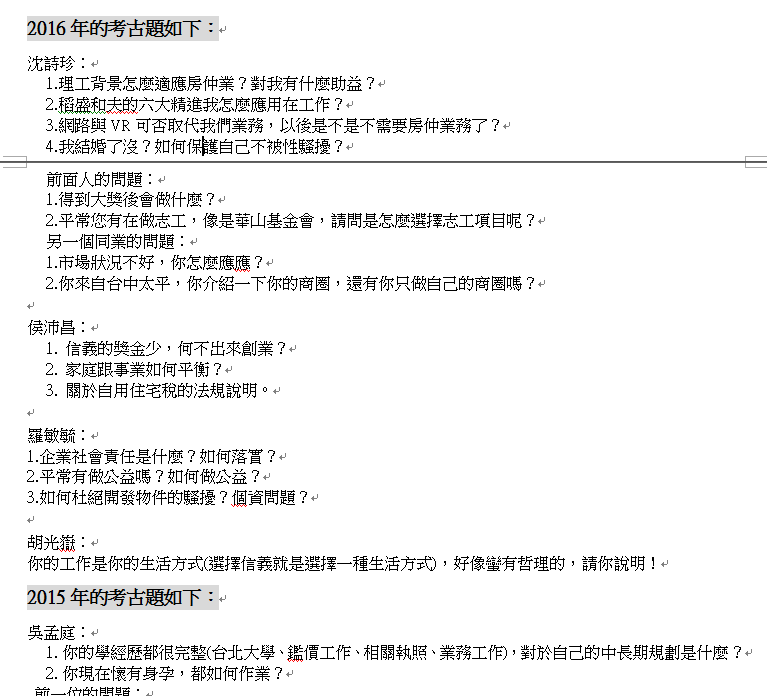 2016 年的考古題如下：
沈詩珍：
1.理工背景怎麼適應房仲業？對我有什麼助益？
2.稻盛和夫的六大精進我怎麼應用在工作？
3.網路與 VR 可否取代我們業務，以後是不是不需要房仲業務了？
4.我結婚了沒？如何保護自己不被性騷擾？
前面人的問題：
1.得到大獎後會做什麼？
2.平常您有在做志工，像是華山基金會，請問是怎麼選擇志工項目呢？
另一個同業的問題：
1.市場狀況不好，你怎麼應應？
2.你來自台中太平，你介紹一下你的商圈，還有你只做自己的商圈嗎？
侯沛昌：
1. 信義的獎金少，何不出來創業？
2. 家庭跟事業如何平衡？
3. 關於自用住宅稅的法規說明。
羅敏毓：
1.企業社會責任是什麼？如何落實？
2.平常有做公益嗎？如何做公益？
3.如何杜絕開發物件的騷擾？個資問題？
胡光嶽：
你的工作是你的生活方式(選擇信義就是選擇一種生活方式)，好像蠻有哲理的，請你說明！
2015 年的考古題如下：
吳孟庭：
1. 你的學經歷都很完整(台北大學、鑑價工作、相關執照、業務工作)，對於自己的中長期規劃是什麼？
2. 你現在懷有身孕，都如何作業？
前一位的問題：